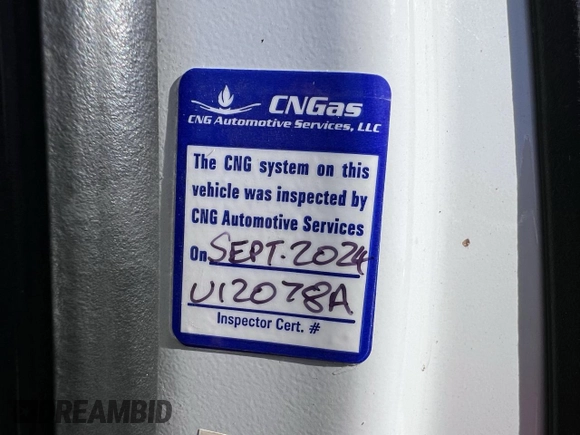 CNGas
CNG Automotive Services, LLC
The CNG system on this
vehicle was inspected by
CNG Automotive Services
On SEPT. 2024
U12078A
Inspector Cert. #
DREAMBID